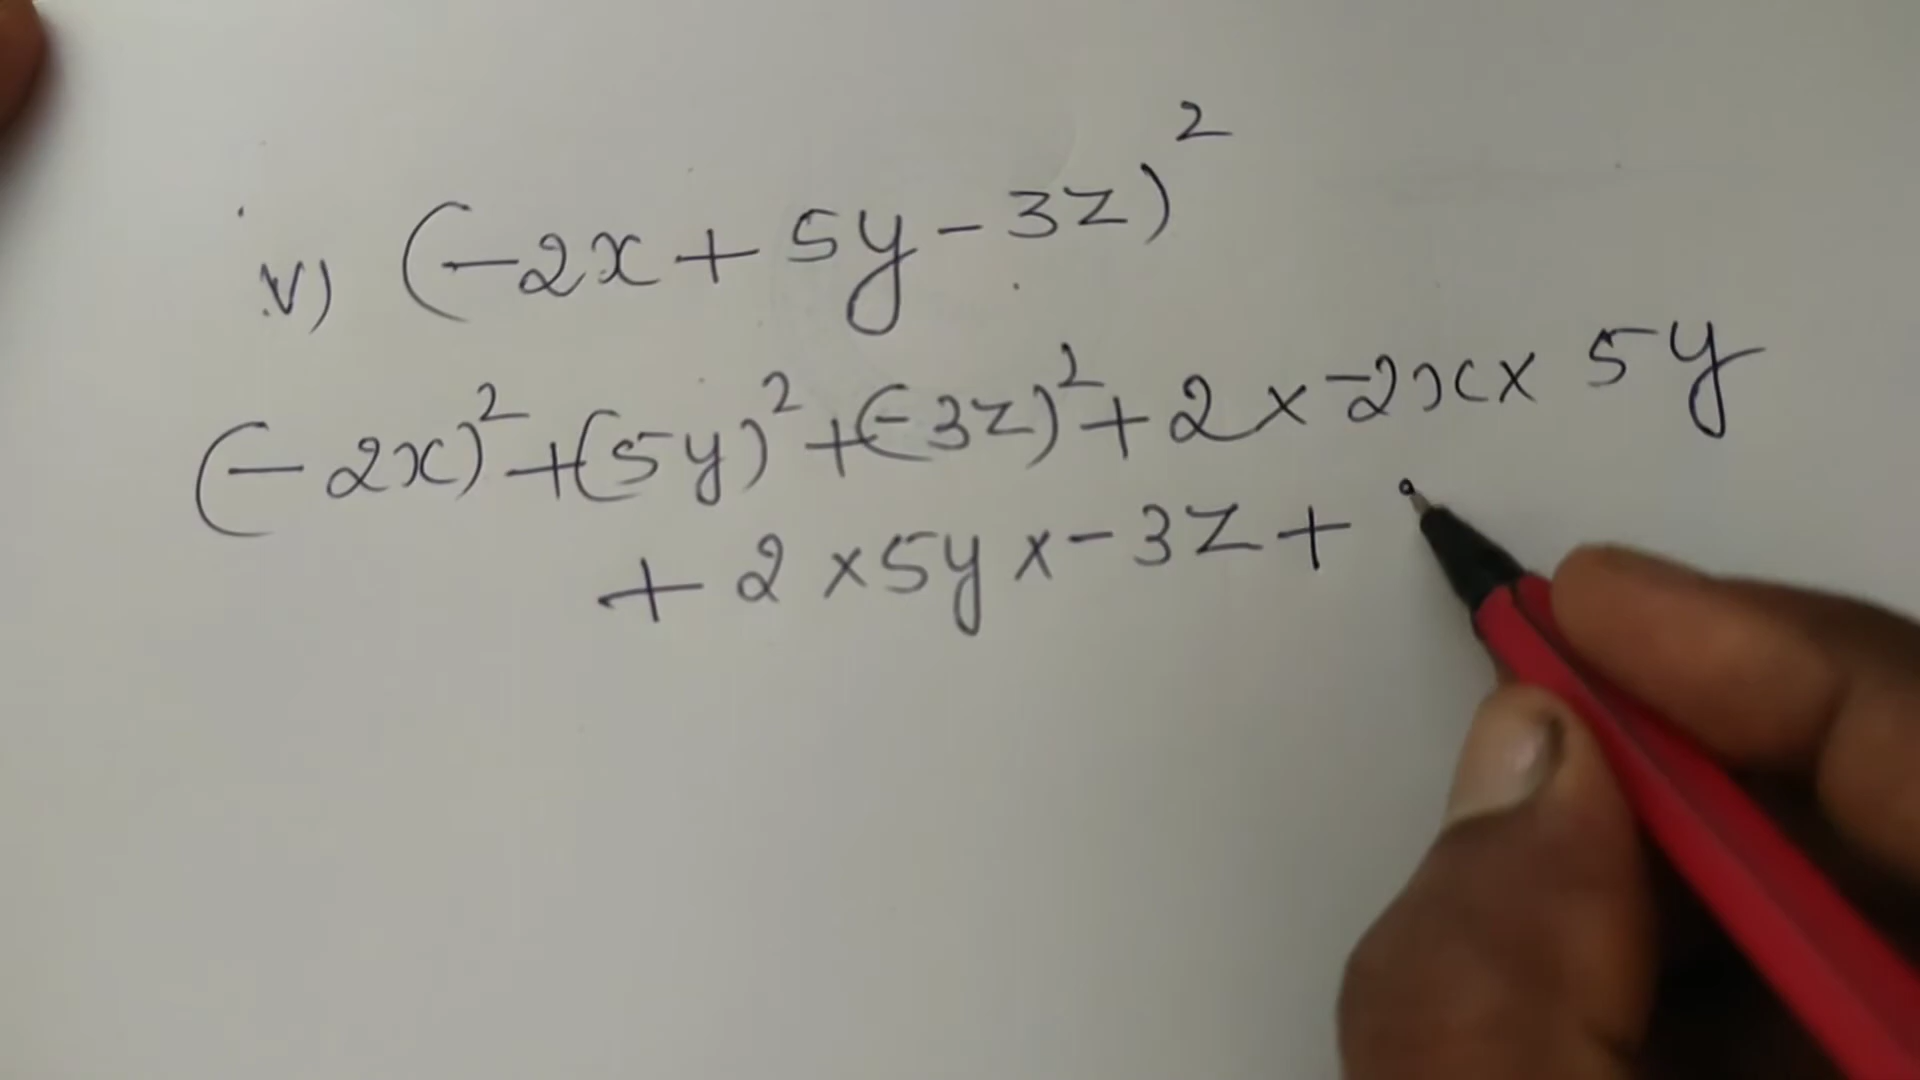 v) (-2x + 5y - 3z)²
(-2x)² + (5y)² + (-3z)² + 2 × -2x × 5y
+ 2 × 5y × -3z +